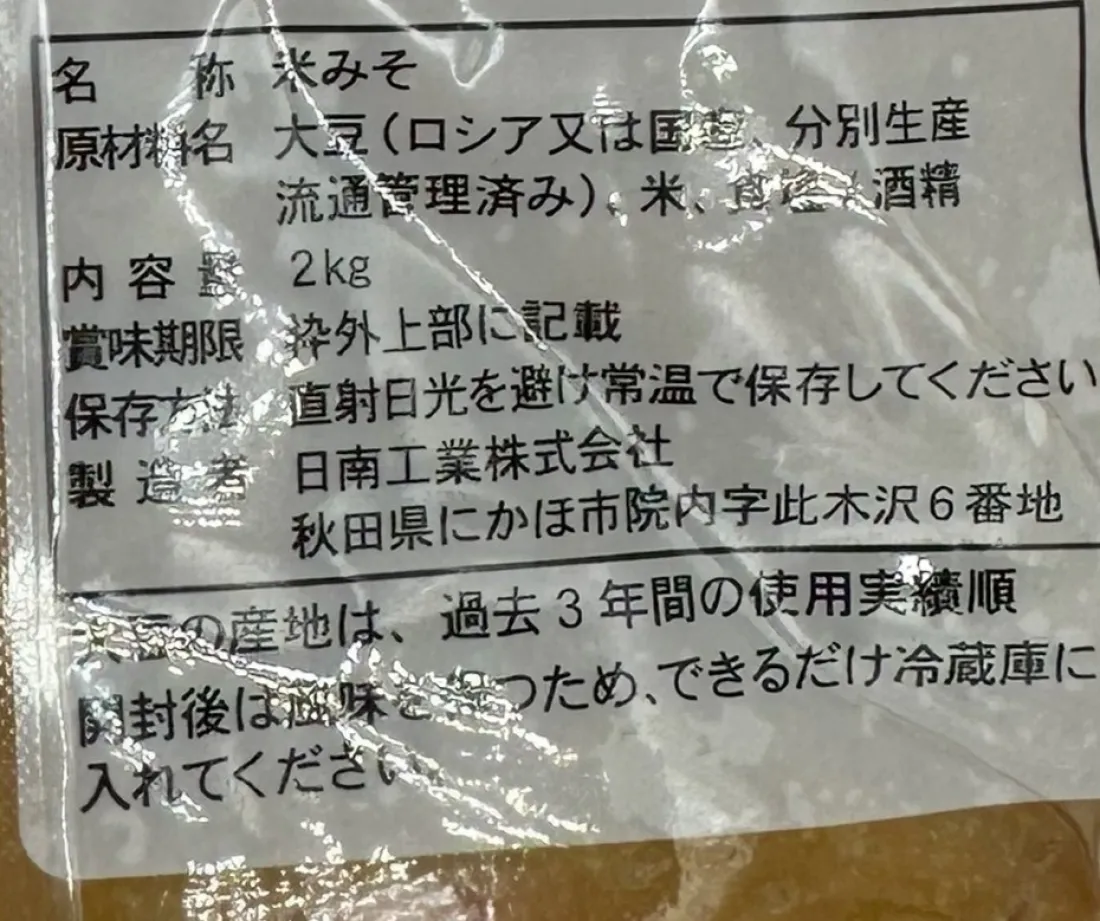 名称 米みそ
原材料名 大豆(ロシア又は国産、分別生産
流通管理済み)、米、食塩/酒精
内容量 2kg
賞味期限 枠外上部に記載
保存方法 直射日光を避け常温で保存してください
製造者 日南工業株式会社
秋田県にかほ市院内字此木沢6番地
大豆の産地は、過去3年間の使用実績順
開封後は風味を保つため、できるだけ冷蔵庫に
入れてください